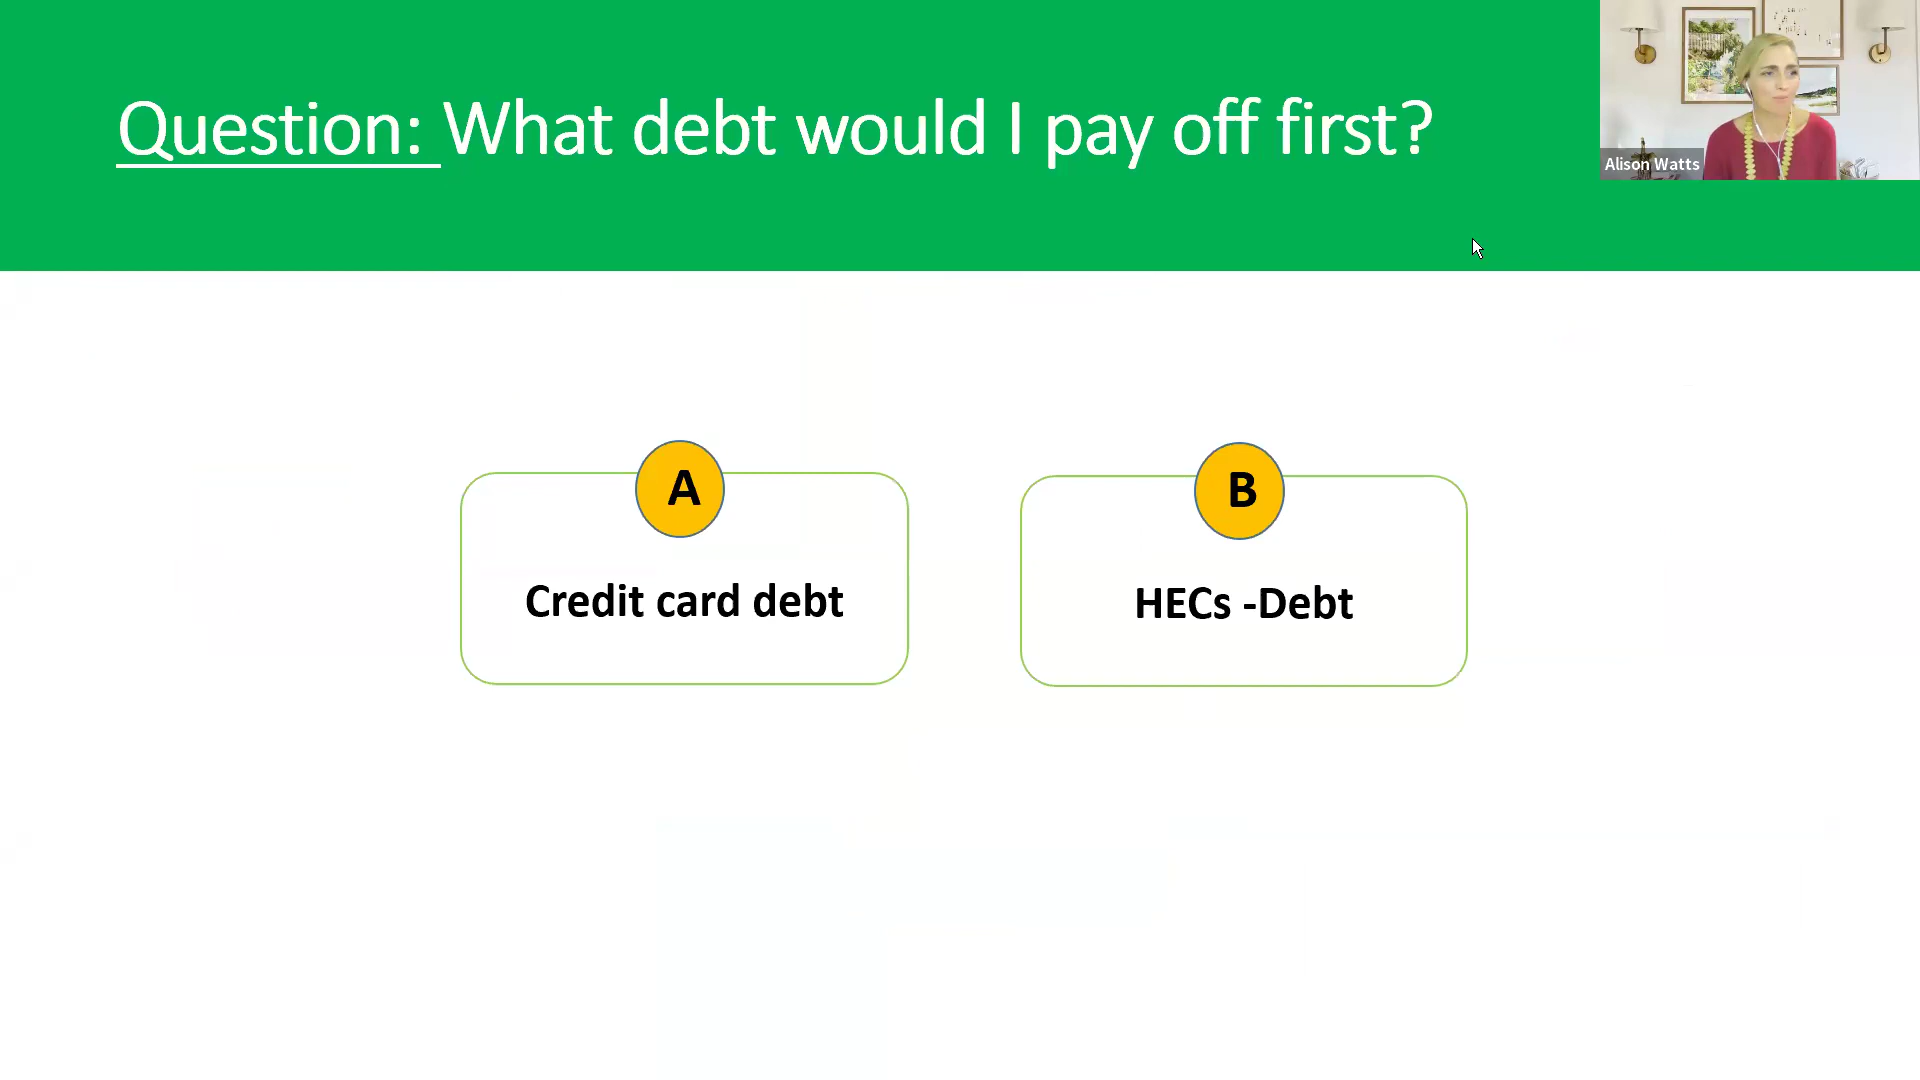 Question: What debt would I pay off first?
Alison Watts
A
B
Credit card debt
HECs -Debt